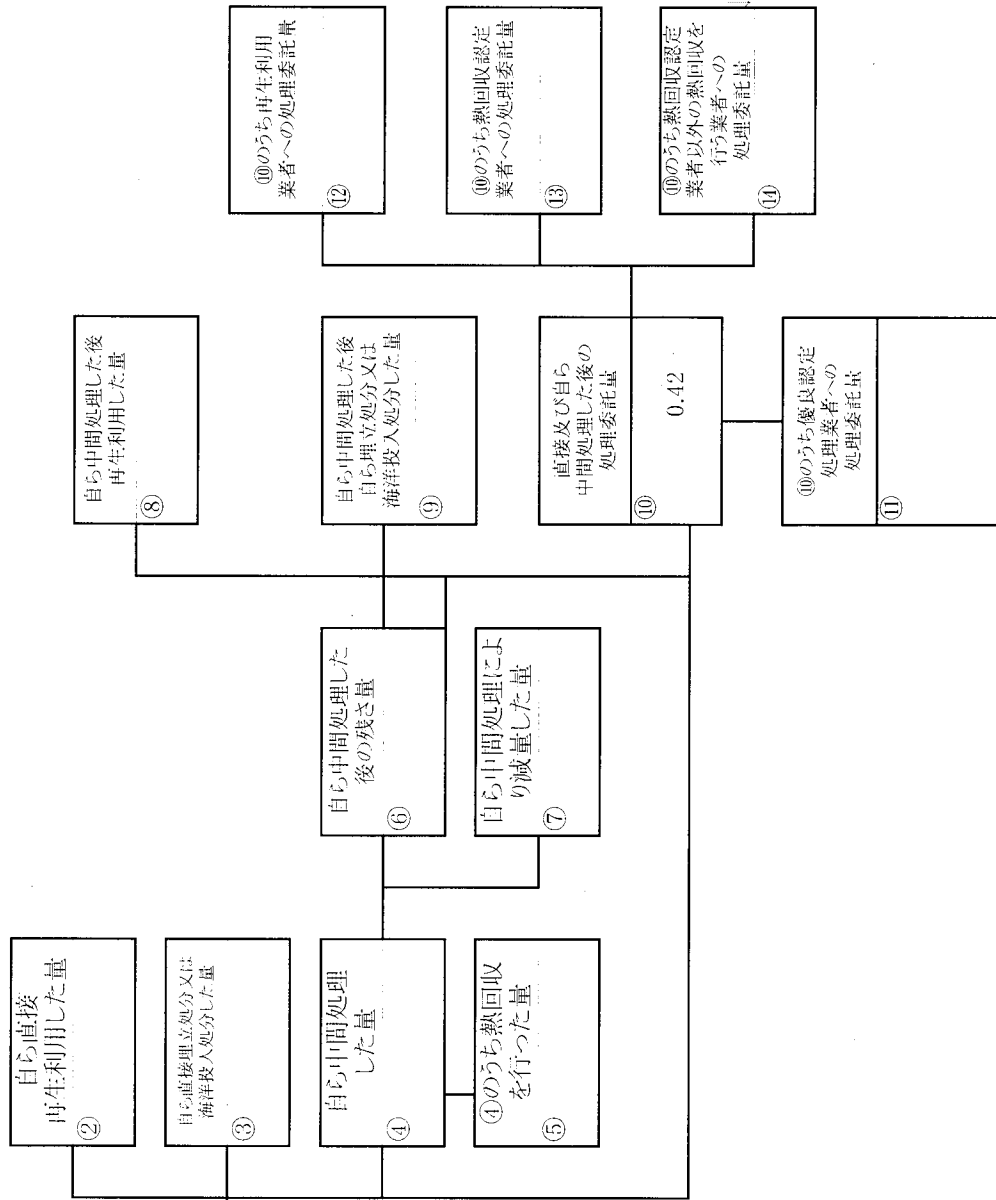 自ら直接
再生利用した量
②
自ら直接埋立処分又は
海洋投入処分した量
③
自ら中間処理
した量
④
④のうち熱回収
を行った量
⑤
自ら中間処理した
後の残さ量
⑥
自ら中間処理によ
り減量した量
⑦
自ら中間処理した後
再生利用した量
⑧
自ら中間処理した後
自ら埋立処分又は
海洋投入処分した量
⑨
直接及び自ら
中間処理した後の
処理委託量
⑩
0.42
⑩のうち優良認定
処理業者への
処理委託量
⑪
⑩のうち再生利用
業者への処理委託量
⑫
⑩のうち熱回収認定
業者への処理委託量
⑬
⑩のうち熱回収認定
業者以外の熱回収を
行う業者への
処理委託量
⑭